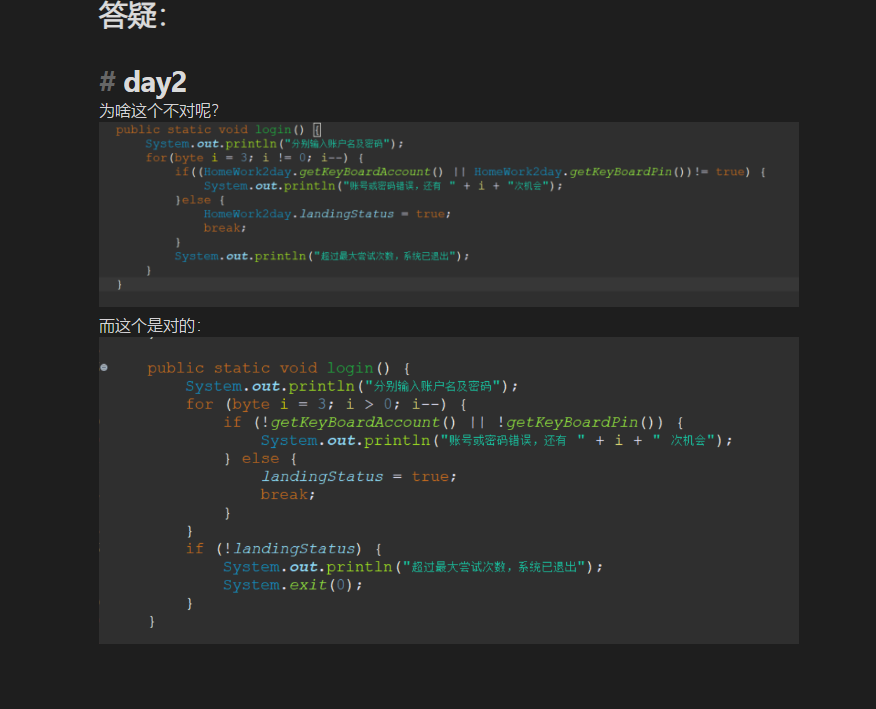 答疑：
# day2
为啥这个不对呢？
public static void login() {
System.out.println("分别输入账户名及密码");
for(byte i = 3; i != 0; i--) {
if((HomeWork2day.getKeyBoardAccount() || HomeWork2day.getKeyBoardPin())!= true) {
System.out.println("账号或密码错误，还有 " + i + "次机会");
}else {
HomeWork2day.landingStatus = true;
break;
}
System.out.println("超过最大尝试次数，系统已退出");
}
}
而这个是对的：
public static void login() {
System.out.println("分别输入账户名及密码");
for (byte i = 3; i > 0; i--) {
if (!getKeyBoardAccount() || !getKeyBoardPin()) {
System.out.println("账号或密码错误，还有 " + i + " 次机会");
} else {
landingStatus = true;
break;
}
}
if (!landingStatus) {
System.out.println("超过最大尝试次数，系统已退出");
System.exit(0);
}
}